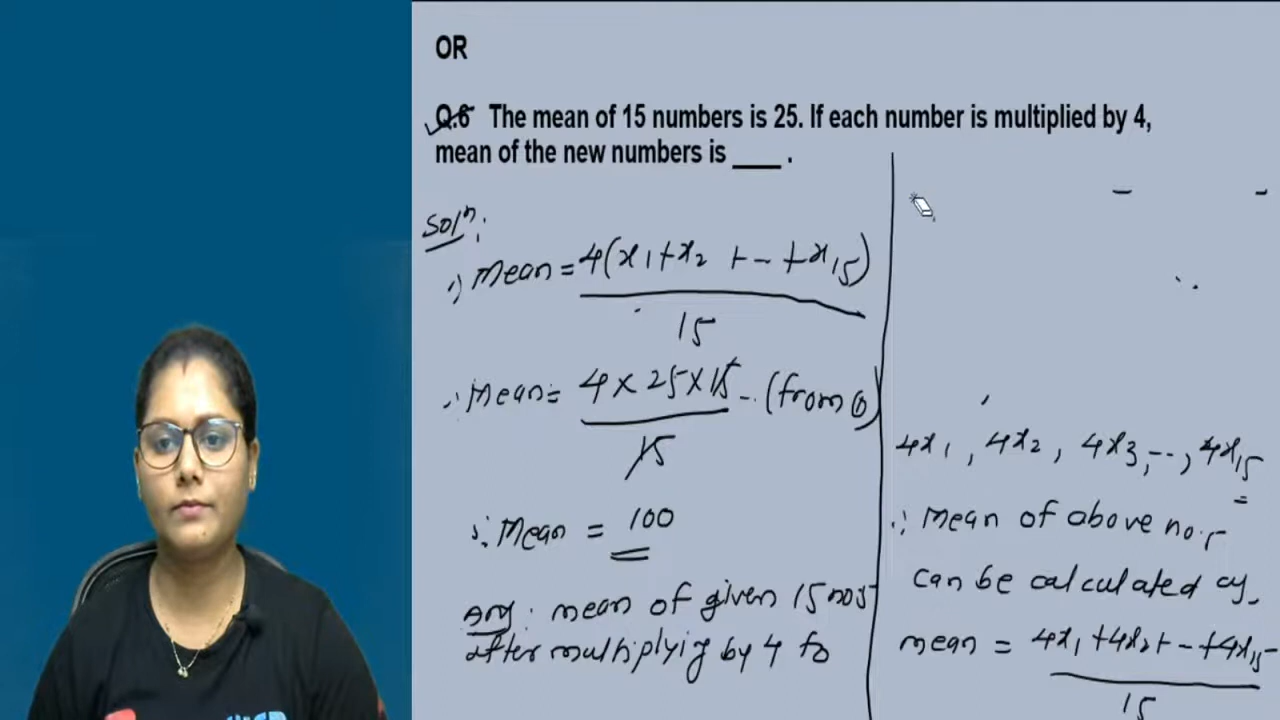 OR
Q.6 The mean of 15 numbers is 25. If each number is multiplied by 4,
mean of the new numbers is ____ .
Solⁿ:
∴ Mean = 4(x1+x2 + - +x15)
15
∴ Mean = 4 × 25 × 15 - (from ①)
15
∴ Mean = 100
Ans: mean of given 15 nos
after multiplying by 4 to
4x1, 4x2, 4x3, --, 4x15
∴ Mean of above nos
can be calculated as,
mean = 4x1 +4x2+ - +4x15
15